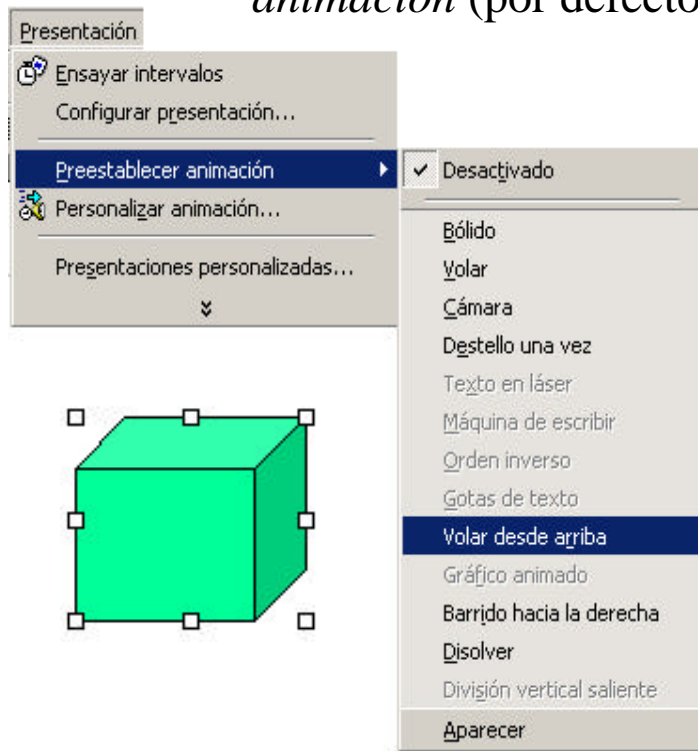 animación (por defecto
Presentación
Ensayar intervalos
Configurar presentación...
Preestablecer animación
Personalizar animación...
Presentaciones personalizadas...
Desactivado
Bólido
Volar
Cámara
Destello una vez
Texto en láser
Máquina de escribir
Orden inverso
Gotas de texto
Volar desde arriba
Gráfico animado
Barrido hacia la derecha
Disolver
División vertical saliente
Aparecer